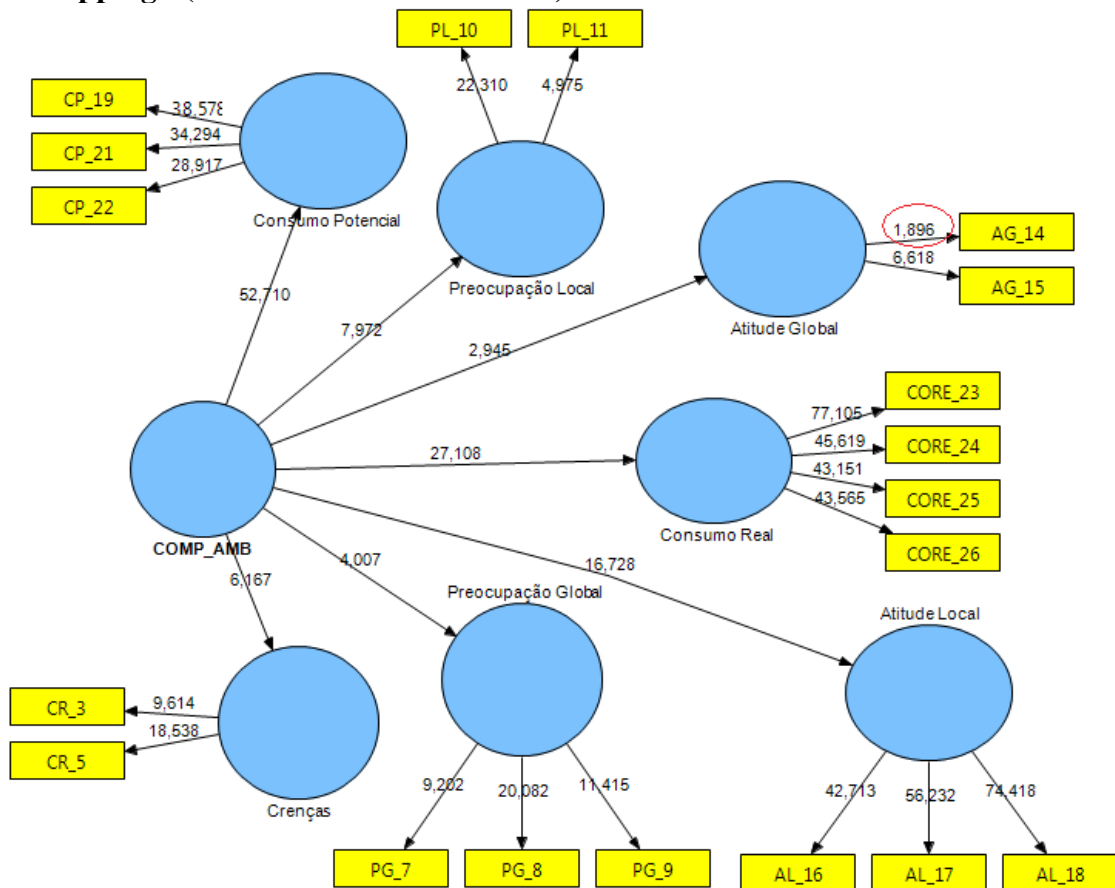 PL_10
PL_11
22,310
4,975
CP_19
CP_21
CP_22
38,578
34,294
28,917
Consumo Potencial
Preocupação Local
1,896
6,618
AG_14
AG_15
Atitude Global
52,710
7,972
2,945
CORE_23
CORE_24
CORE_25
CORE_26
77,105
45,619
43,151
43,565
27,108
Consumo Real
COMP_AMB
6,167
4,007
16,728
Preocupação Global
Atitude Local
CR_3
CR_5
9,614
18,538
Crenças
9,202
20,082
11,415
42,713
56,232
74,418
PG_7
PG_8
PG_9
AL_16
AL_17
AL_18